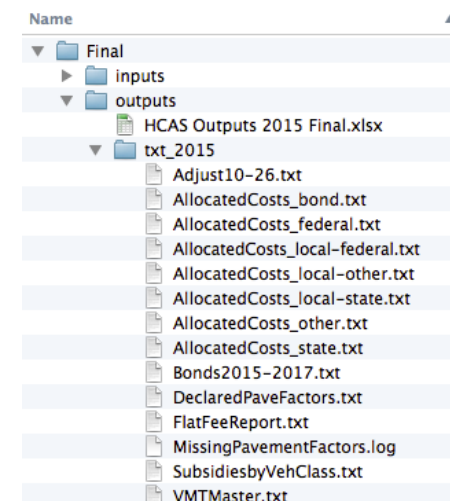 Name
Final
inputs
outputs
HCAS Outputs 2015 Final.xlsx
txt_2015
Adjust10-26.txt
AllocatedCosts_bond.txt
AllocatedCosts_federal.txt
AllocatedCosts_local-federal.txt
AllocatedCosts_local-other.txt
AllocatedCosts_local-state.txt
AllocatedCosts_other.txt
AllocatedCosts_state.txt
Bonds2015-2017.txt
DeclaredPaveFactors.txt
FlatFeeReport.txt
MissingPavementFactors.log
SubsidiesbyVehClass.txt
VMTMaster.txt